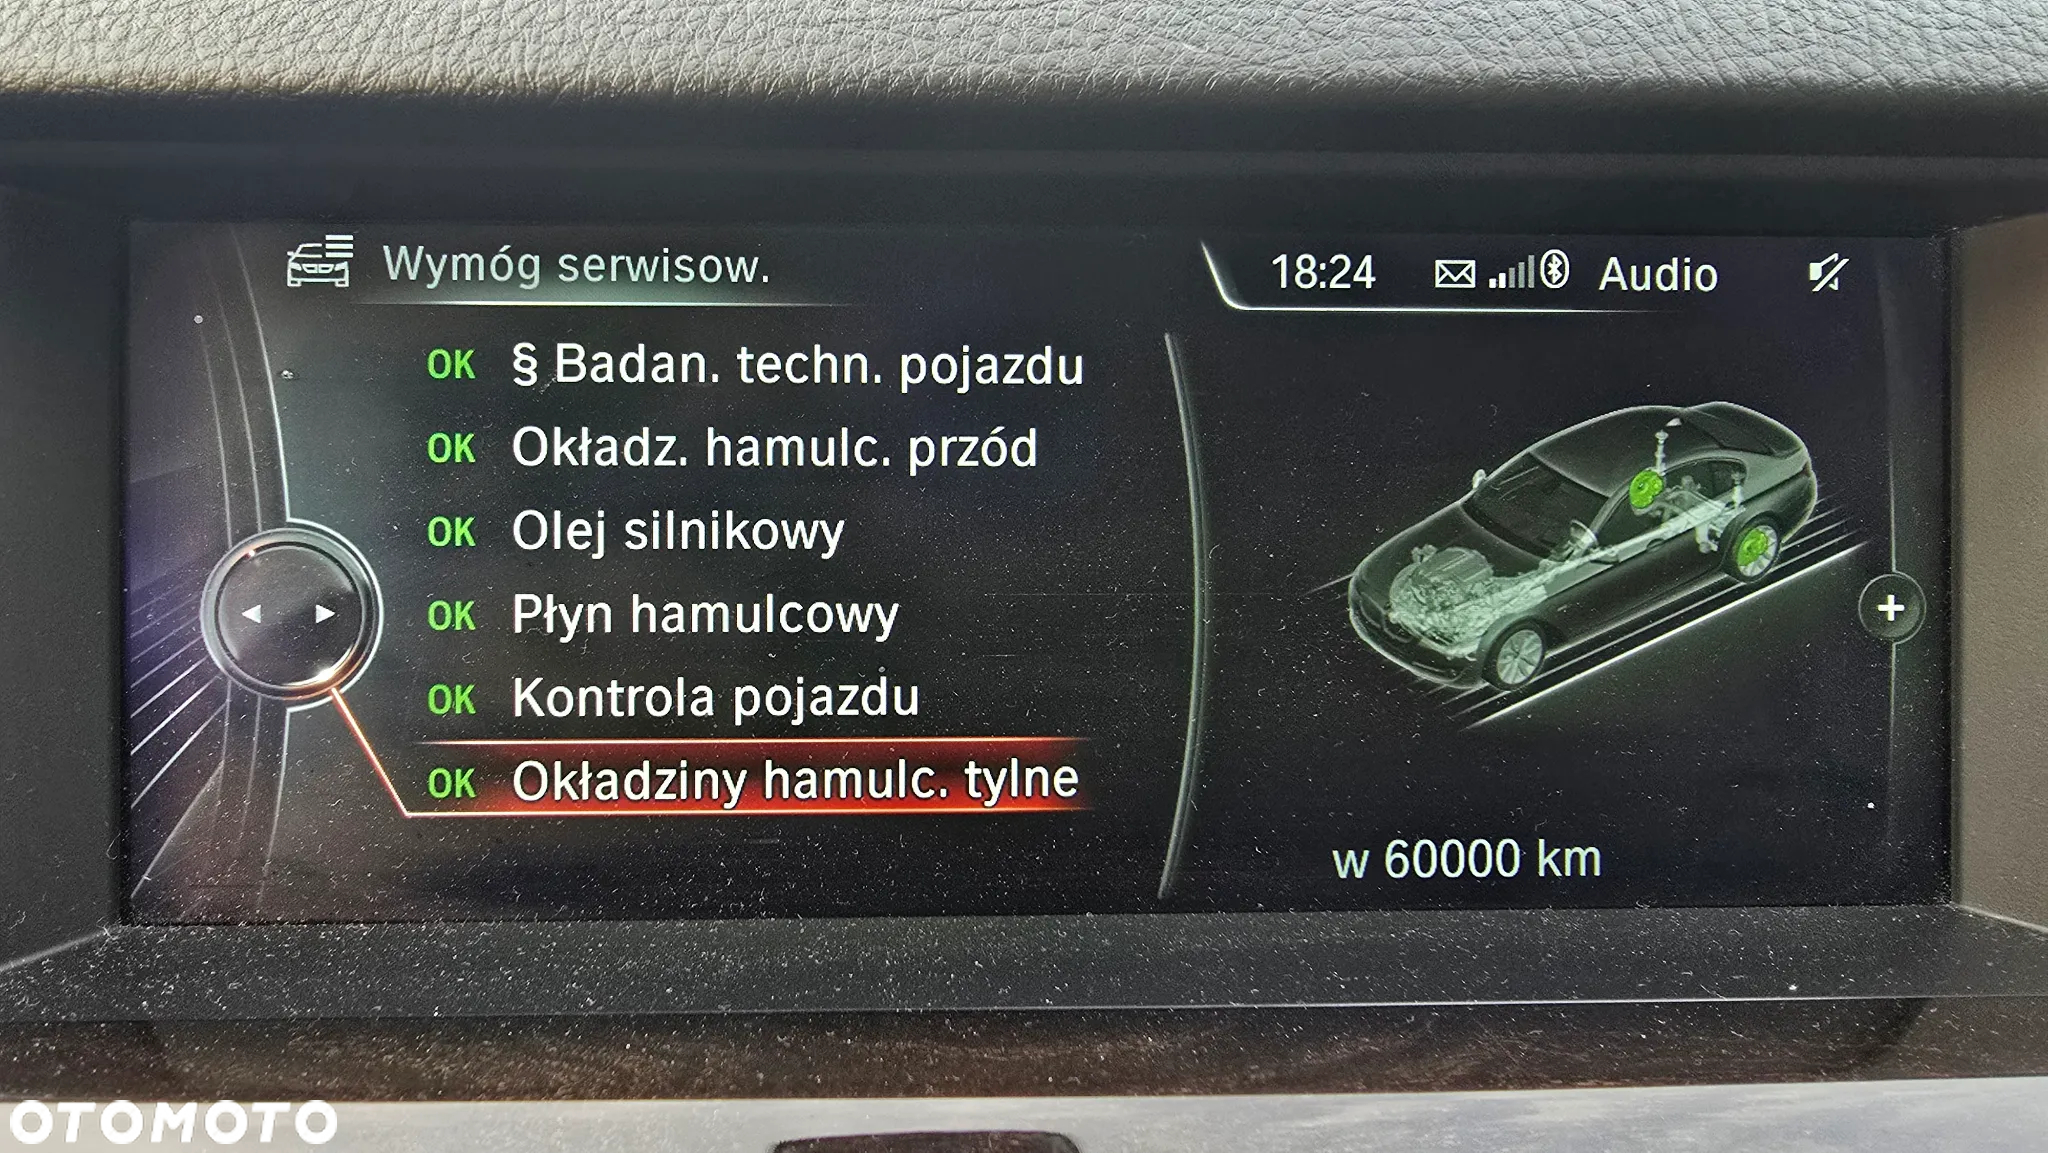 Wymóg serwisow.
18:24 Audio
OK § Badan. techn. pojazdu
OK Okładz. hamulc. przód
OK Olej silnikowy
OK Płyn hamulcowy
OK Kontrola pojazdu
OK Okładziny hamulc. tylne
w 60000 km
OTOMOTO